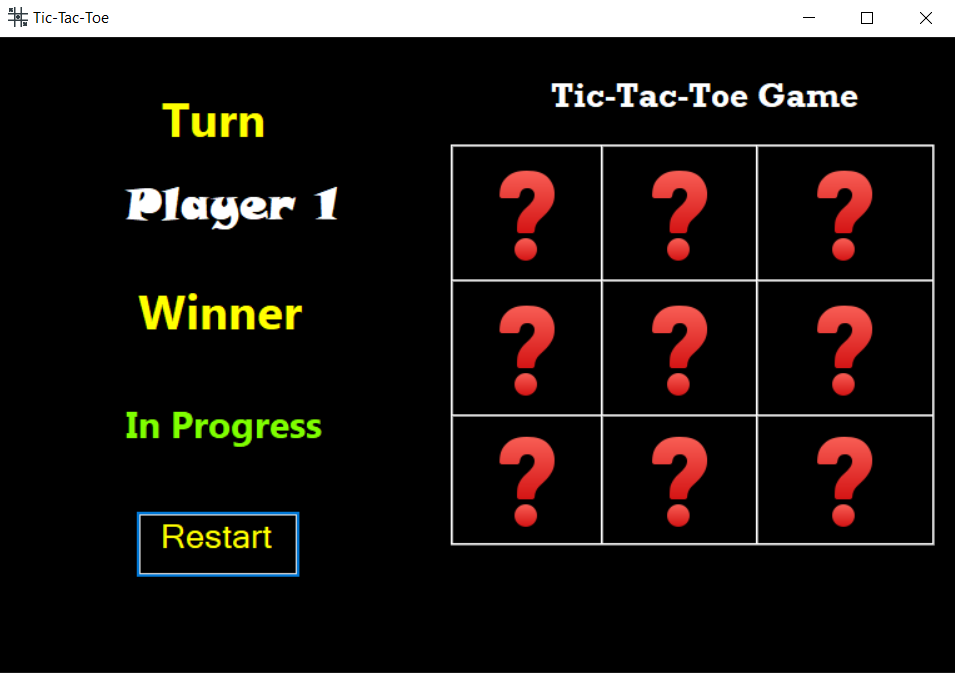 Tic-Tac-Toe
Turn
Player 1
Winner
In Progress
Restart
Tic-Tac-Toe Game
? ? ?
? ? ?
? ? ?